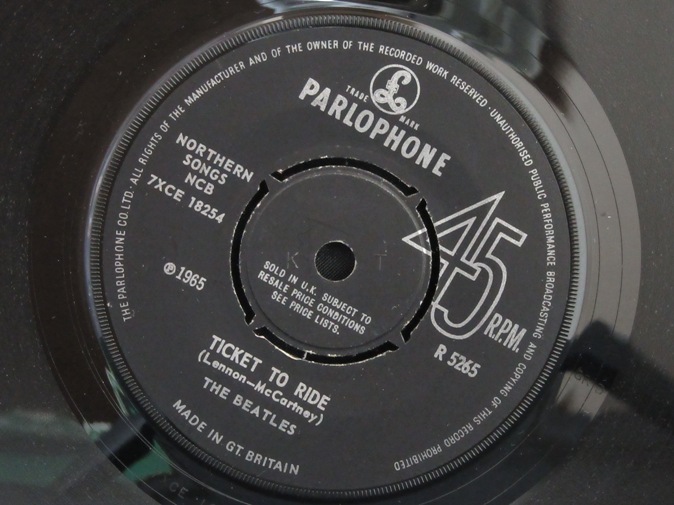 THE PARLOPHONE CO.LTD. · ALL RIGHTS OF THE MANUFACTURER AND OF THE OWNER OF THE RECORDED WORK RESERVED · UNAUTHORISED PUBLIC PERFORMANCE BROADCASTING AND COPYING OF THIS RECORD PROHIBITED
£
TRADE MARK
PARLOPHONE
NORTHERN
SONGS
NCB
7XCE 18254
℗1965
45
R.P.M.
R 5265
K T
SOLD IN U.K. SUBJECT TO
RESALE PRICE CONDITIONS
SEE PRICE LISTS.
TICKET TO RIDE
(Lennon—McCartney)
THE BEATLES
MADE IN GT. BRITAIN